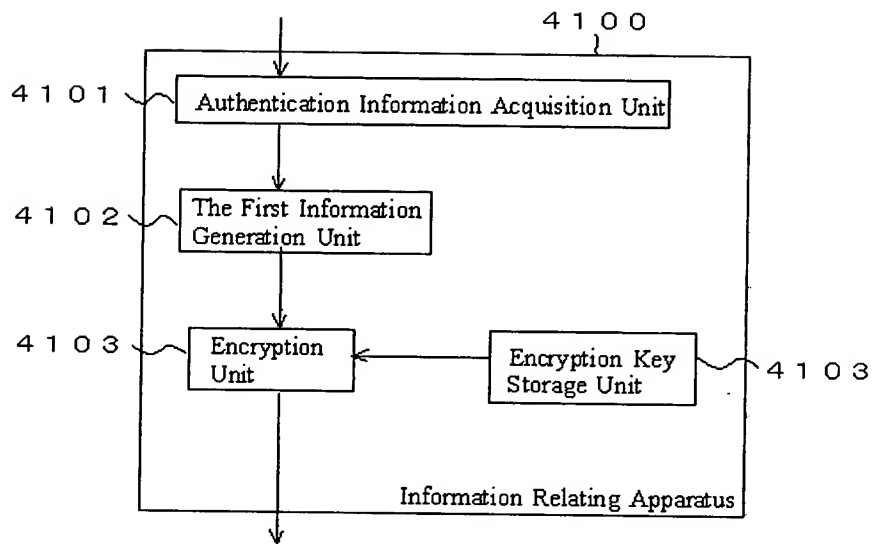 4100
4101
Authentication Information Acquisition Unit
4102
The First Information
Generation Unit
4103
Encryption
Unit
Encryption Key
Storage Unit
4103
Information Relating Apparatus